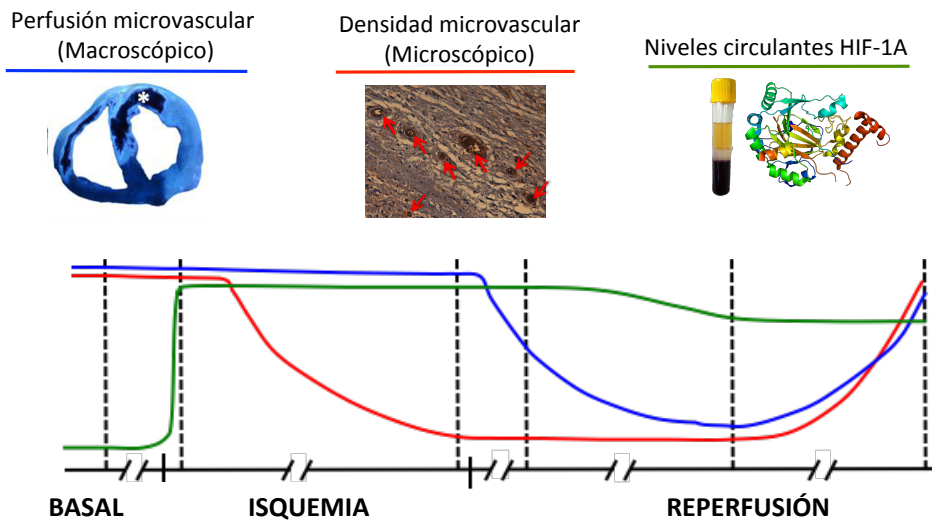 Perfusión microvascular
(Macroscópico)
Densidad microvascular
(Microscópico)
Niveles circulantes HIF-1A
*
BASAL
ISQUEMIA
REPERFUSIÓN